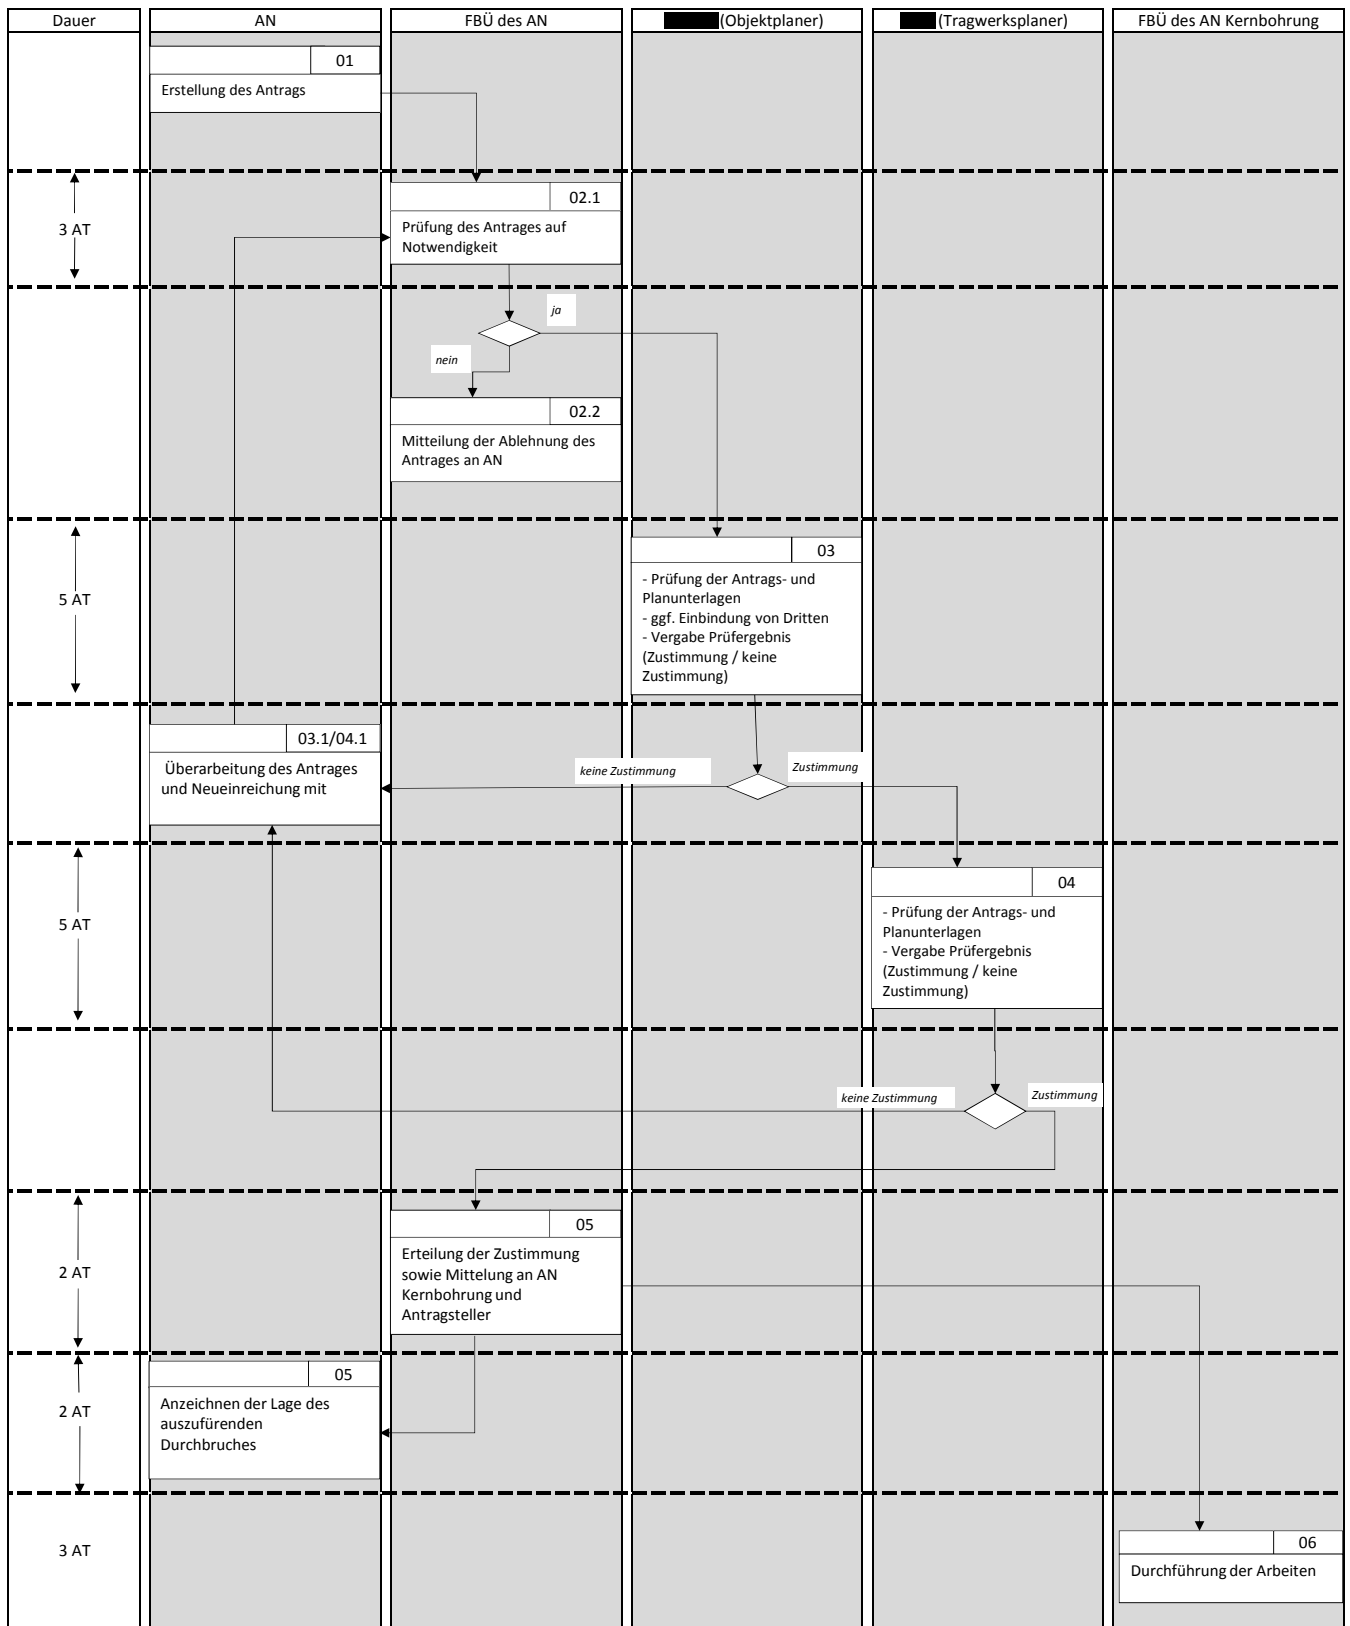 Dauer
AN
FBÜ des AN
(Objektplaner)
(Tragwerksplaner)
FBÜ des AN Kernbohrung
01
Erstellung des Antrags
3 AT
02.1
Prüfung des Antrages auf
Notwendigkeit
ja
nein
02.2
Mitteilung der Ablehnung des
Antrages an AN
5 AT
03
- Prüfung der Antrags- und
Planunterlagen
- ggf. Einbindung von Dritten
- Vergabe Prüfergebnis
(Zustimmung / keine
Zustimmung)
03.1/04.1
Überarbeitung des Antrages
und Neueinreichung mit
keine Zustimmung
Zustimmung
5 AT
04
- Prüfung der Antrags- und
Planunterlagen
- Vergabe Prüfergebnis
(Zustimmung / keine
Zustimmung)
keine Zustimmung
Zustimmung
2 AT
05
Erteilung der Zustimmung
sowie Mittelung an AN
Kernbohrung und
Antragsteller
2 AT
05
Anzeichnen der Lage des
auszufürenden
Durchbruches
3 AT
06
Durchführung der Arbeiten